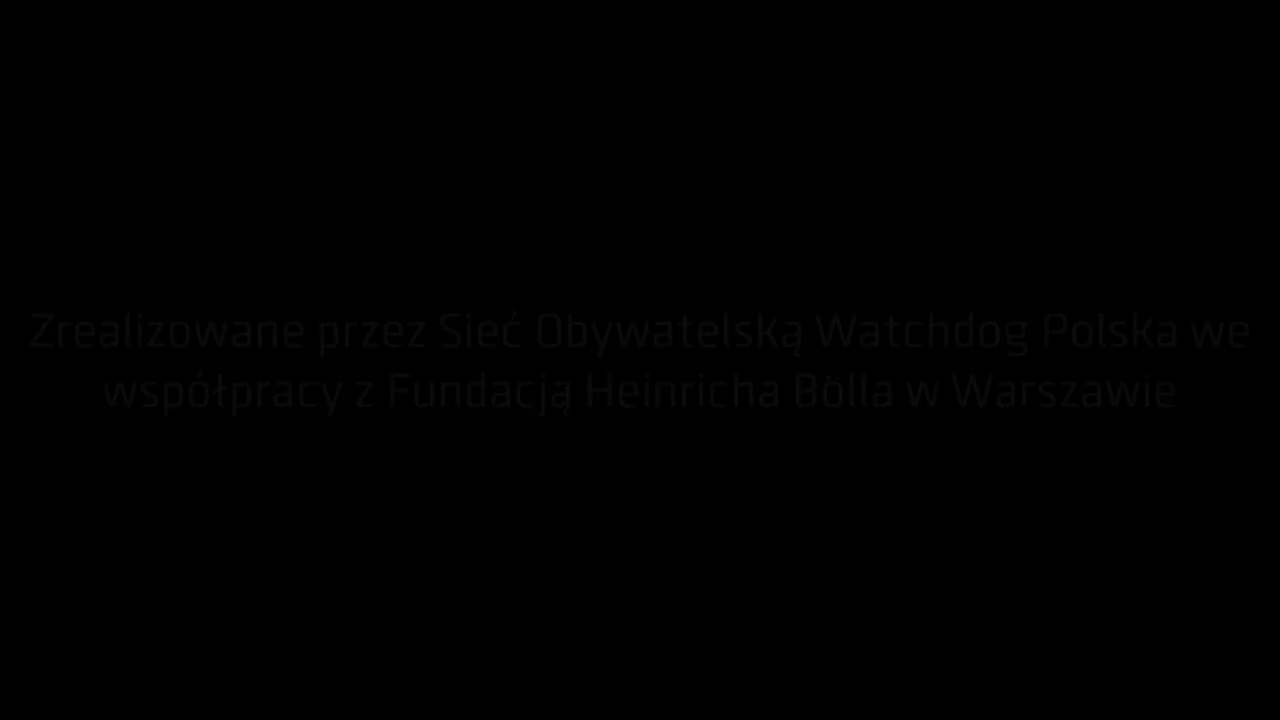 Zrealizowane przez Sieć Obywatelską Watchdog Polska we
współpracy z Fundacją Heinricha Bölla w Warszawie